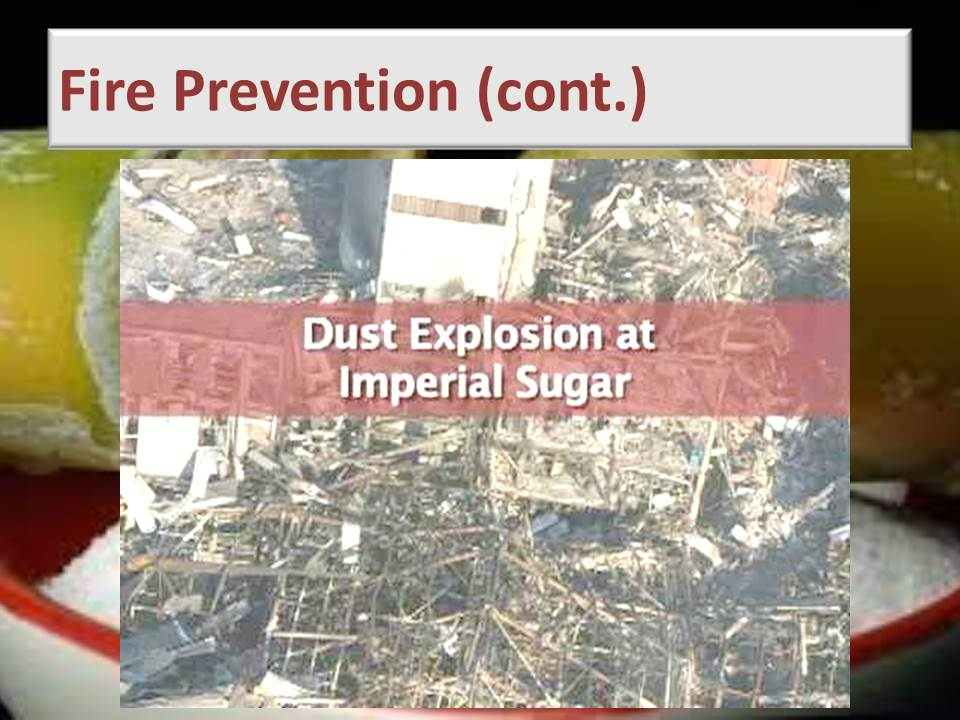 Fire Prevention (cont.)
Dust Explosion at
Imperial Sugar